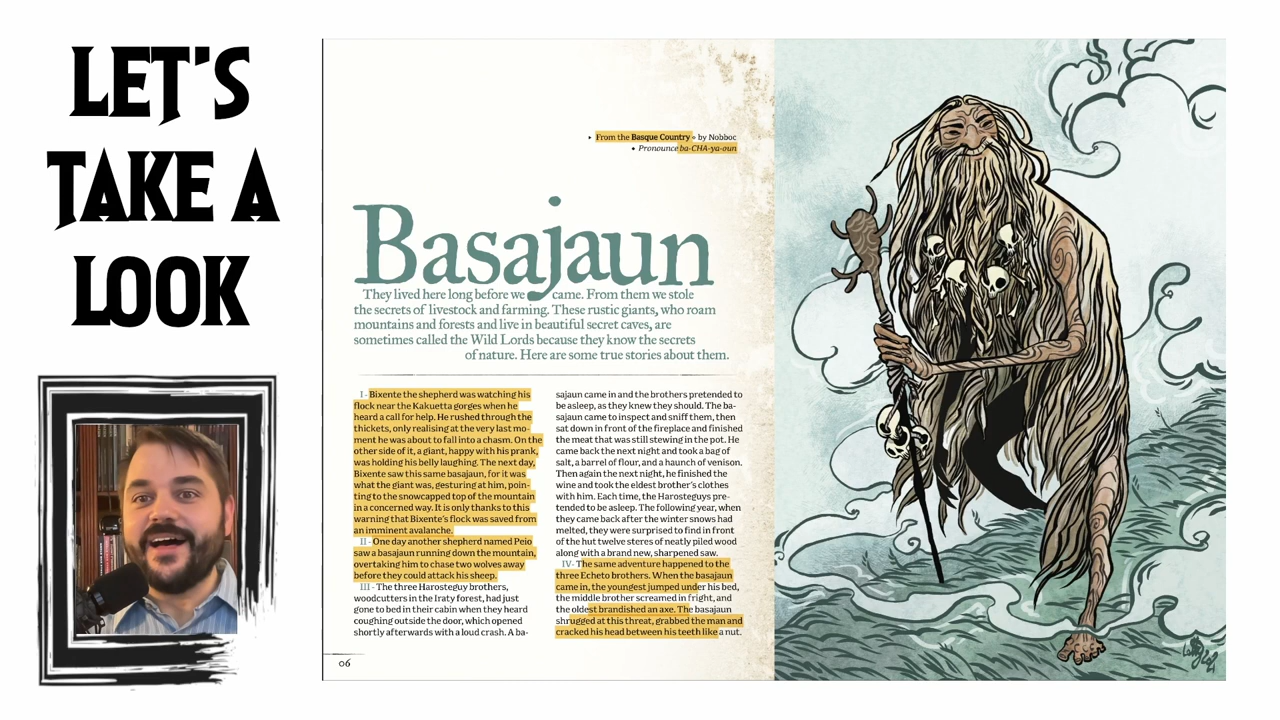 LET'S
TAKE A
LOOK
• From the Basque Country • by Nobboc
• Pronounce ba-CHA-ya-oun
Basajaun
They lived here long before we came. From them we stole
the secrets of livestock and farming. These rustic giants, who roam
mountains and forests and live in beautiful secret caves, are
sometimes called the Wild Lords because they know the secrets
of nature. Here are some true stories about them.
I - Bixente the shepherd was watching his
flock near the Kakuetta gorges when he
heard a call for help. He rushed through the
thickets, only realising at the very last mo-
ment he was about to fall into a chasm. On the
other side of it, a giant, happy with his prank,
was holding his belly laughing. The next day,
Bixente saw this same basajaun, for it was
what the giant was, gesturing at him, poin-
ting to the snowcapped top of the mountain
in a concerned way. It is only thanks to this
warning that Bixente's flock was saved from
an imminent avalanche.
II - One day another shepherd named Peio
saw a basajaun running down the mountain,
overtaking him to chase two wolves away
before they could attack his sheep.
III - The three Harosteguy brothers,
woodcutters in the Iraty forest, had just
gone to bed in their cabin when they heard
coughing outside the door, which opened
shortly afterwards with a loud crash. A ba-
sajaun came in and the brothers pretended to
be asleep, as they knew they should. The ba-
sajaun came to inspect and sniff them, then
sat down in front of the fireplace and finished
the meat that was still stewing in the pot. He
came back the next night and took a bag of
salt, a barrel of flour, and a haunch of venison.
Then again the next night, he finished the
wine and took the eldest brother's clothes
with him. Each time, the Harosteguys pre-
tended to be asleep. The following year, when
they came back after the winter snows had
melted, they were surprised to find in front
of the hut twelve steres of neatly piled wood
along with a brand new, sharpened saw.
IV - The same adventure happened to the
three Echeto brothers. When the basajaun
came in, the youngest jumped under his bed,
the middle brother screamed in fright, and
the oldest brandished an axe. The basajaun
shrugged at this threat, grabbed the man and
cracked his head between his teeth like a nut.
06